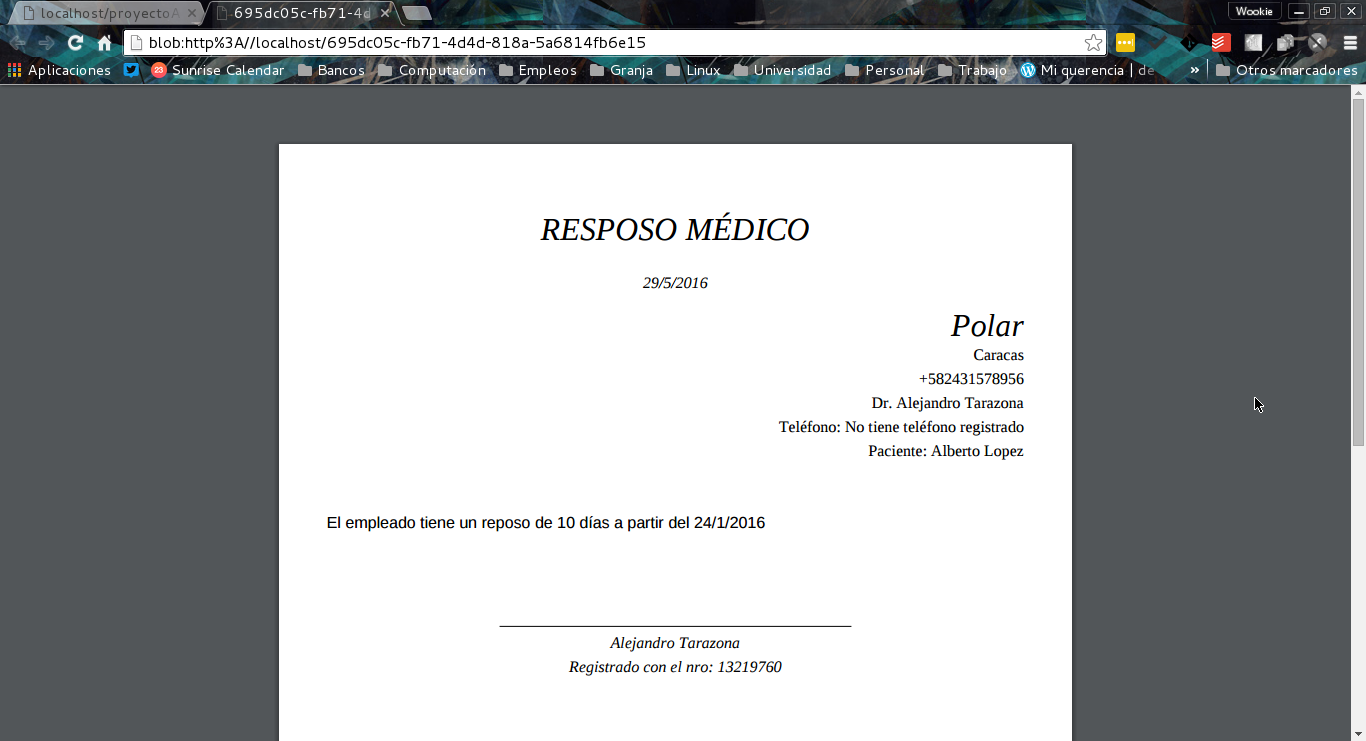 localhost/proyectoA
695dc05c-fb71-4d
Wookie
blob:http%3A//localhost/695dc05c-fb71-4d4d-818a-5a6814fb6e15
Aplicaciones
23
Sunrise Calendar
Bancos
Computación
Empleos
Granja
Linux
Universidad
Personal
Trabajo
Mi querencia | de
»
Otros marcadores
RESPOSO MÉDICO
29/5/2016
Polar
Caracas
+582431578956
Dr. Alejandro Tarazona
Teléfono: No tiene teléfono registrado
Paciente: Alberto Lopez
El empleado tiene un reposo de 10 días a partir del 24/1/2016
Alejandro Tarazona
Registrado con el nro: 13219760